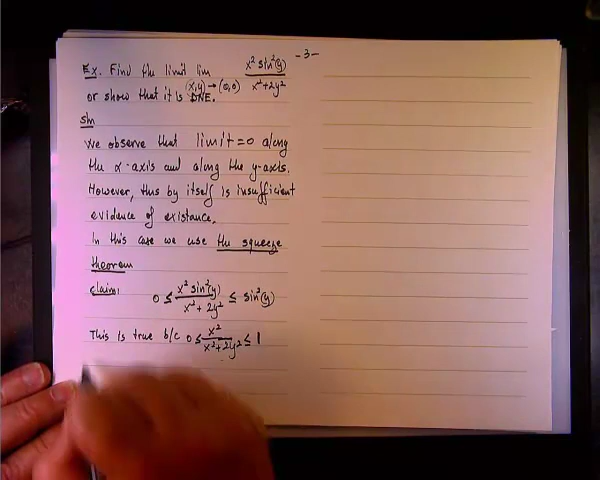 -3-
Ex. Find the limit lim (x,y)→(0,0) x² sin²(y) / x²+2y²
or show that it is DNE.
Sln
We observe that limit=0 along
the x-axis and along the y-axis.
However, this by itself is insufficient
evidence of existance.
In this case we use the squeeze
theorem
claim: 0 ≤ x² sin²(y) / x²+2y² ≤ sin²(y)
This is true b/c 0 ≤ x² / x²+2y² ≤ 1